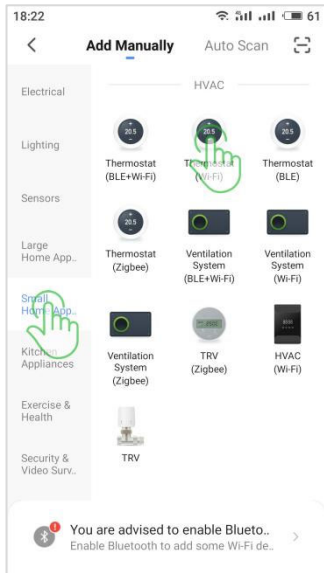 18:22
61
Add Manually
Auto Scan
Electrical
HVAC
Lighting
20.5
20.5
20.5
Thermostat
(BLE+Wi-Fi)
Thermostat
(Wi-Fi)
Thermostat
(BLE)
Sensors
20.5
Large
Home App..
Thermostat
(Zigbee)
Ventilation
System
(BLE+Wi-Fi)
Ventilation
System
(Wi-Fi)
Small
Home App..
Kitchen
Appliances
Ventilation
System
(Zigbee)
TRV
(Zigbee)
HVAC
(Wi-Fi)
Exercise &
Health
Security &
Video Surv..
TRV
You are advised to enable Blueto..
Enable Bluetooth to add some Wi-Fi de..